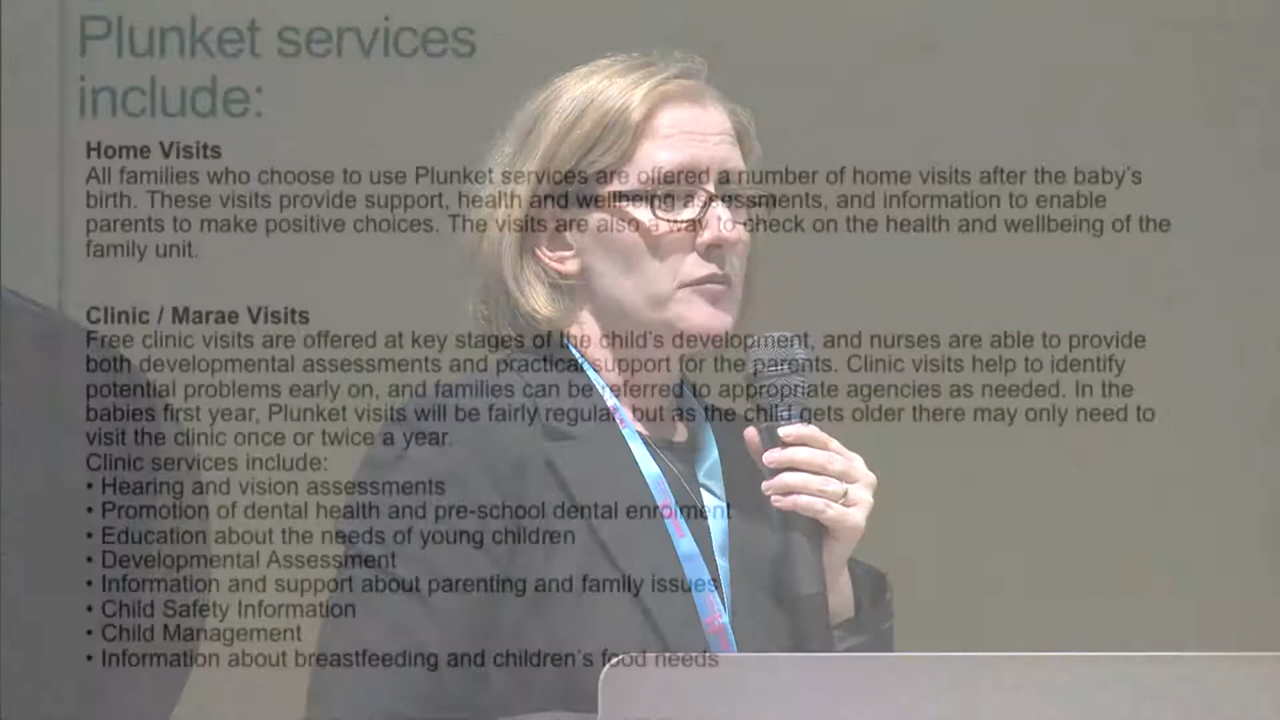 Plunket services
include:
Home Visits
All families who choose to use Plunket services are offered a number of home visits after the baby's
birth. These visits provide support, health and wellbeing assessments, and information to enable
parents to make positive choices. The visits are also a way to check on the health and wellbeing of the
family unit.
Clinic / Marae Visits
Free clinic visits are offered at key stages of the child's development, and nurses are able to provide
both developmental assessments and practical support for the parents. Clinic visits help to identify
potential problems early on, and families can be referred to appropriate agencies as needed. In the
babies first year, Plunket visits will be fairly regular, but as the child gets older there may only need to
visit the clinic once or twice a year.
Clinic services include:
• Hearing and vision assessments
• Promotion of dental health and pre-school dental enrolment
• Education about the needs of young children
• Developmental Assessment
• Information and support about parenting and family issues
• Child Safety Information
• Child Management
• Information about breastfeeding and children's food needs